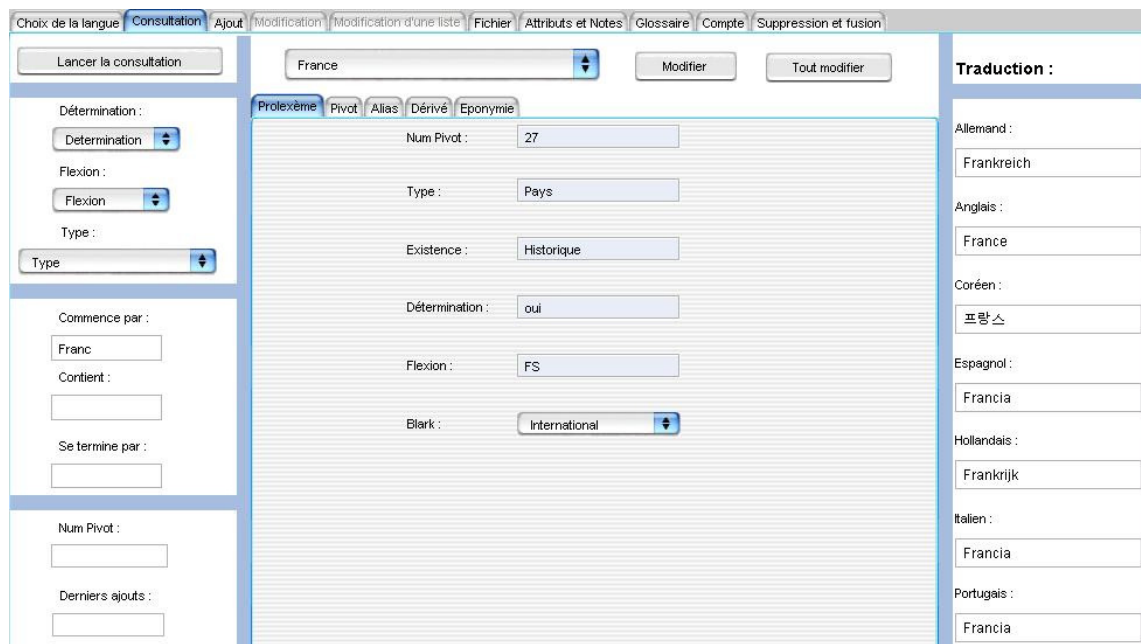 Choix de la langue Consultation Ajout Modification Modification d'une liste Fichier Attributs et Notes Glossaire Compte Suppression et fusion
Lancer la consultation
Détermination :
Determination
Flexion :
Flexion
Type :
Type
Commence par :
Franc
Contient :
Se termine par :
Num Pivot :
Derniers ajouts :
France Modifier Tout modifier
Prolexème Pivot Alias Dérivé Eponymie
Num Pivot : 27
Type : Pays
Existence : Historique
Détermination : oui
Flexion : FS
Blark : International
Traduction :
Allemand :
Frankreich
Anglais :
France
Coréen :
프랑스
Espagnol :
Francia
Hollandais :
Frankrijk
Italien :
Francia
Portugais :
Francia